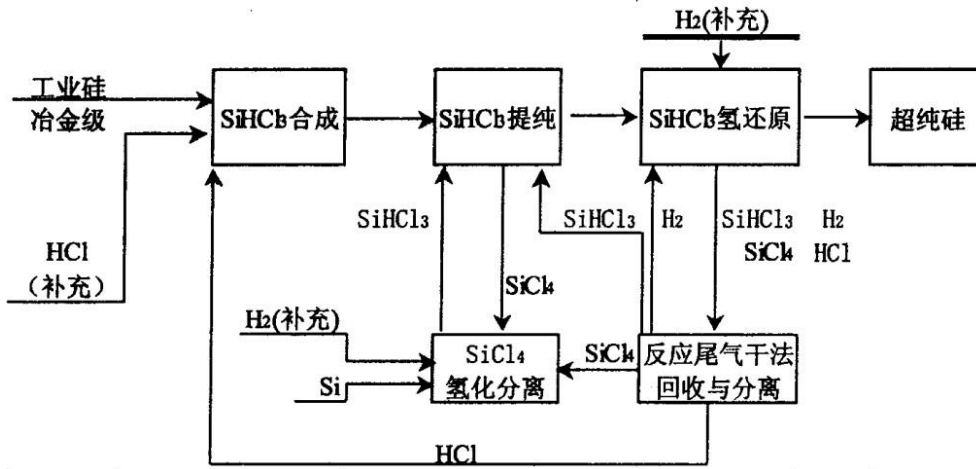 H2(补充)
工业硅
冶金级
SiHCl3合成
SiHCl3提纯
SiHCl3氢还原
超纯硅
HCl
（补充）
SiHCl3
SiCl4
SiHCl3
H2
SiHCl3 H2
SiCl4 HCl
H2(补充)
Si
SiCl4
氢化分离
SiCl4
反应尾气干法
回收与分离
HCl